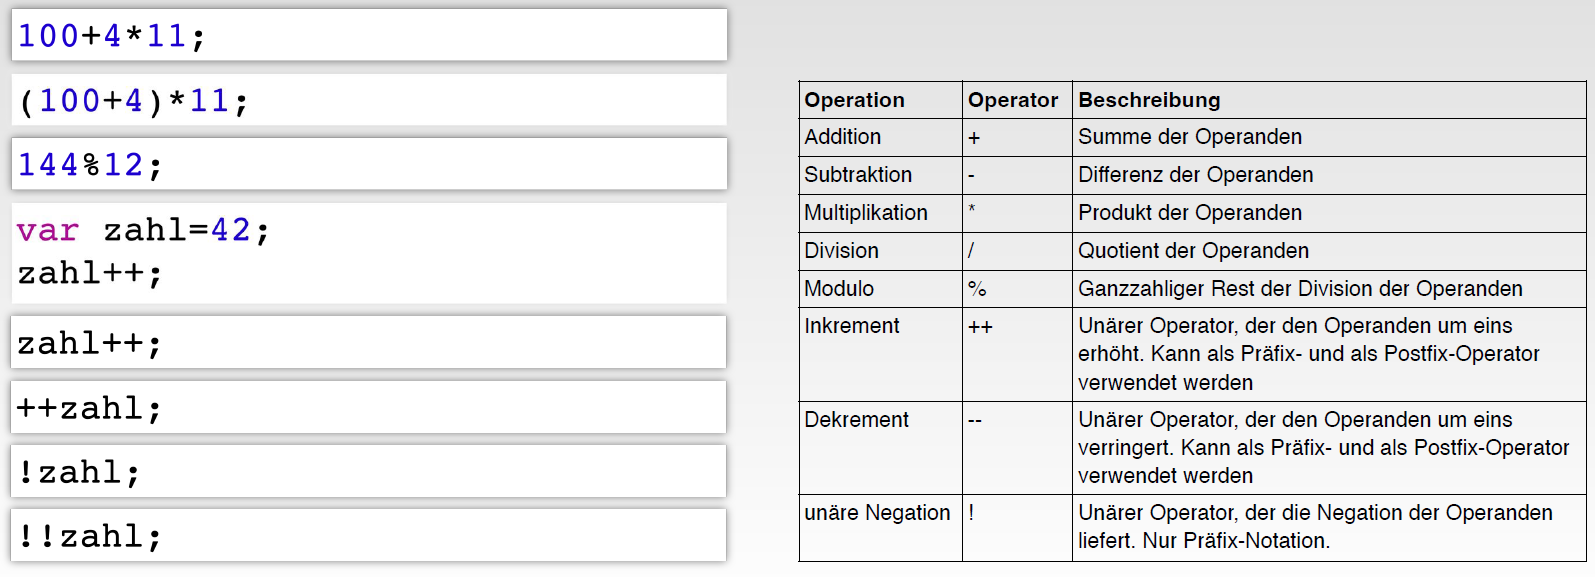 100+4*11;
(100+4)*11;
144%12;
var zahl=42;
zahl++;
zahl++;
++zahl;
!zahl;
!!zahl;
Operation Operator Beschreibung
Addition + Summe der Operanden
Subtraktion - Differenz der Operanden
Multiplikation * Produkt der Operanden
Division / Quotient der Operanden
Modulo % Ganzzahliger Rest der Division der Operanden
Inkrement ++ Unärer Operator, der den Operanden um eins
erhöht. Kann als Präfix- und als Postfix-Operator
verwendet werden
Dekrement -- Unärer Operator, der den Operanden um eins
verringert. Kann als Präfix- und als Postfix-Operator
verwendet werden
unäre Negation ! Unärer Operator, der die Negation der Operanden
liefert. Nur Präfix-Notation.